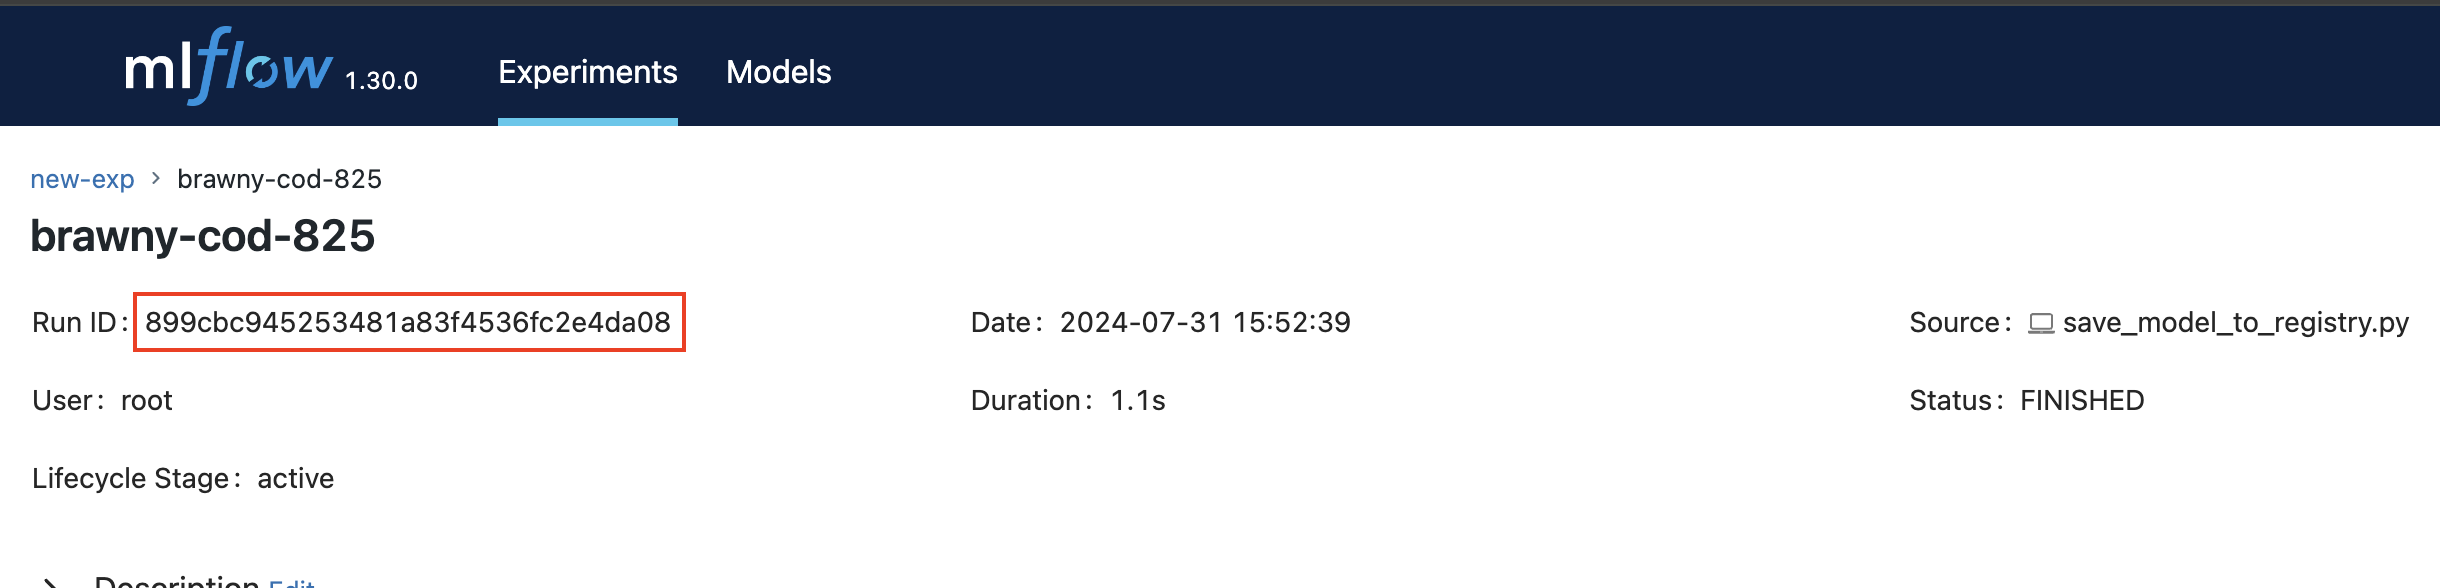 mlflow 1.30.0 Experiments Models
new-exp > brawny-cod-825
brawny-cod-825
Run ID: 899cbc945253481a83f4536fc2e4da08 Date: 2024-07-31 15:52:39 Source: save_model_to_registry.py
User: root Duration: 1.1s Status: FINISHED
Lifecycle Stage: active
Description Edit